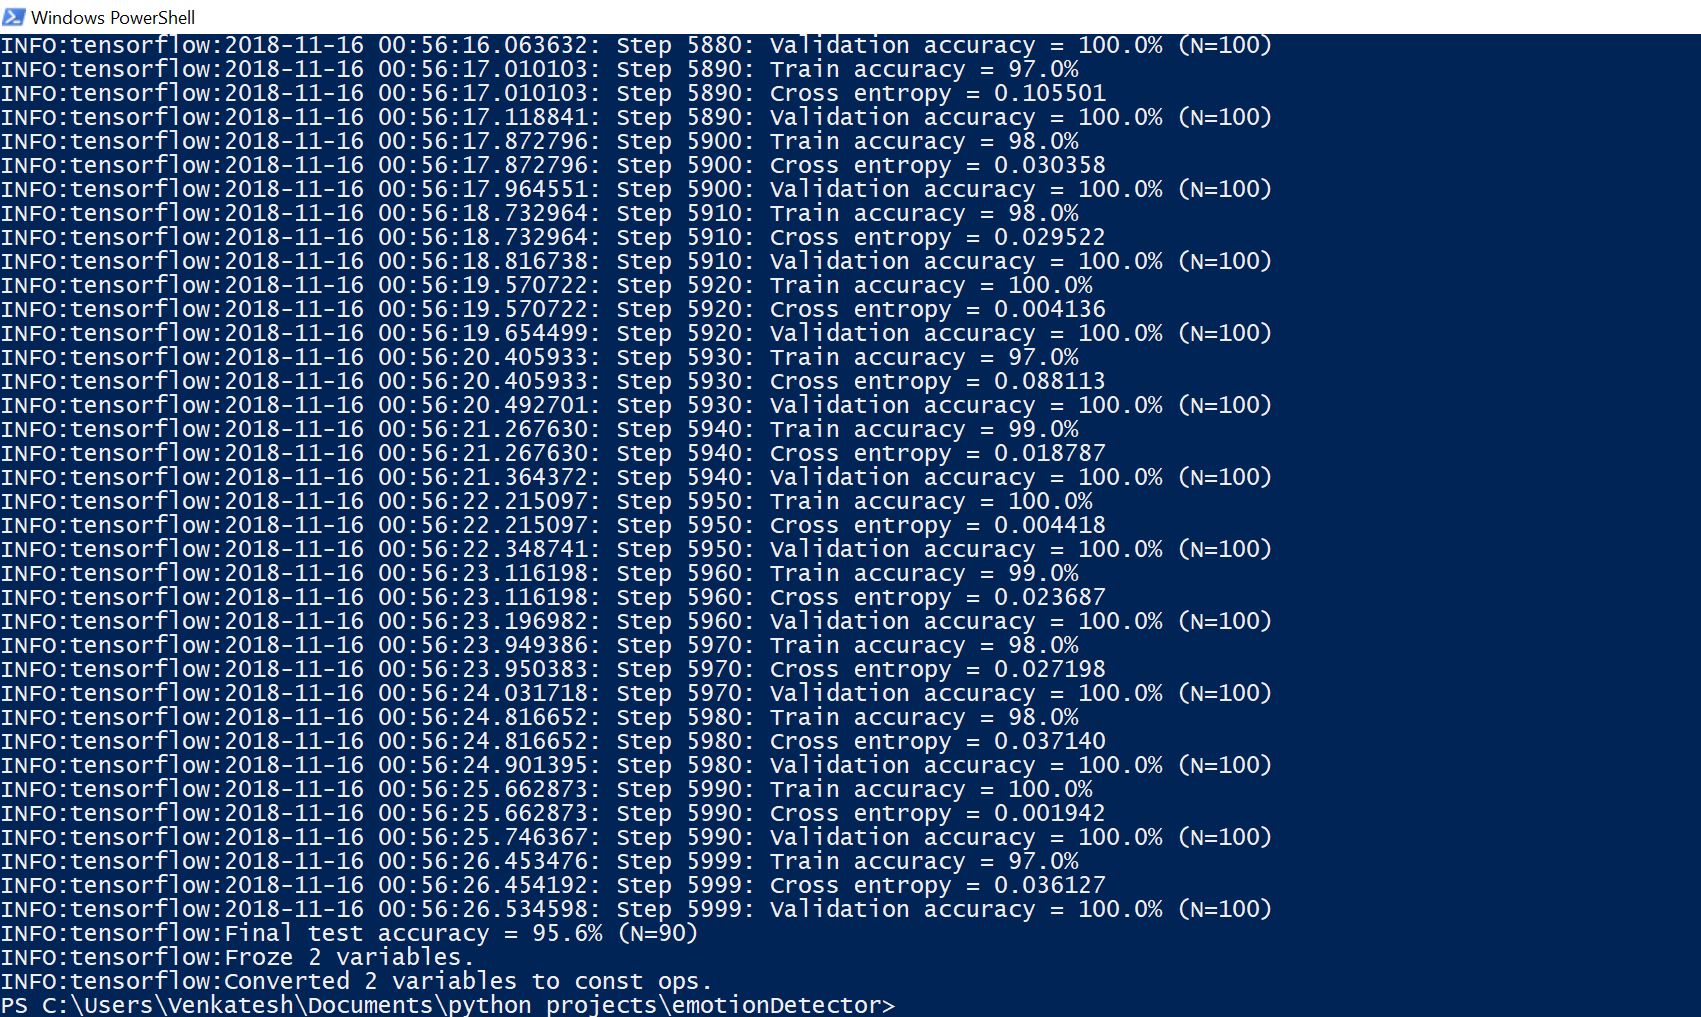 Windows PowerShell
INFO:tensorflow:2018-11-16 00:56:16.063632: Step 5880: Validation accuracy = 100.0% (N=100)
INFO:tensorflow:2018-11-16 00:56:17.010103: Step 5890: Train accuracy = 97.0%
INFO:tensorflow:2018-11-16 00:56:17.010103: Step 5890: Cross entropy = 0.105501
INFO:tensorflow:2018-11-16 00:56:17.118841: Step 5890: Validation accuracy = 100.0% (N=100)
INFO:tensorflow:2018-11-16 00:56:17.872796: Step 5900: Train accuracy = 98.0%
INFO:tensorflow:2018-11-16 00:56:17.872796: Step 5900: Cross entropy = 0.030358
INFO:tensorflow:2018-11-16 00:56:17.964551: Step 5900: Validation accuracy = 100.0% (N=100)
INFO:tensorflow:2018-11-16 00:56:18.732964: Step 5910: Train accuracy = 98.0%
INFO:tensorflow:2018-11-16 00:56:18.732964: Step 5910: Cross entropy = 0.029522
INFO:tensorflow:2018-11-16 00:56:18.816738: Step 5910: Validation accuracy = 100.0% (N=100)
INFO:tensorflow:2018-11-16 00:56:19.570722: Step 5920: Train accuracy = 100.0%
INFO:tensorflow:2018-11-16 00:56:19.570722: Step 5920: Cross entropy = 0.004136
INFO:tensorflow:2018-11-16 00:56:19.654499: Step 5920: Validation accuracy = 100.0% (N=100)
INFO:tensorflow:2018-11-16 00:56:20.405933: Step 5930: Train accuracy = 97.0%
INFO:tensorflow:2018-11-16 00:56:20.405933: Step 5930: Cross entropy = 0.088113
INFO:tensorflow:2018-11-16 00:56:20.492701: Step 5930: Validation accuracy = 100.0% (N=100)
INFO:tensorflow:2018-11-16 00:56:21.267630: Step 5940: Train accuracy = 99.0%
INFO:tensorflow:2018-11-16 00:56:21.267630: Step 5940: Cross entropy = 0.018787
INFO:tensorflow:2018-11-16 00:56:21.364372: Step 5940: Validation accuracy = 100.0% (N=100)
INFO:tensorflow:2018-11-16 00:56:22.215097: Step 5950: Train accuracy = 100.0%
INFO:tensorflow:2018-11-16 00:56:22.215097: Step 5950: Cross entropy = 0.004418
INFO:tensorflow:2018-11-16 00:56:22.348741: Step 5950: Validation accuracy = 100.0% (N=100)
INFO:tensorflow:2018-11-16 00:56:23.116198: Step 5960: Train accuracy = 99.0%
INFO:tensorflow:2018-11-16 00:56:23.116198: Step 5960: Cross entropy = 0.023687
INFO:tensorflow:2018-11-16 00:56:23.196982: Step 5960: Validation accuracy = 100.0% (N=100)
INFO:tensorflow:2018-11-16 00:56:23.949386: Step 5970: Train accuracy = 98.0%
INFO:tensorflow:2018-11-16 00:56:23.950383: Step 5970: Cross entropy = 0.027198
INFO:tensorflow:2018-11-16 00:56:24.031718: Step 5970: Validation accuracy = 100.0% (N=100)
INFO:tensorflow:2018-11-16 00:56:24.816652: Step 5980: Train accuracy = 98.0%
INFO:tensorflow:2018-11-16 00:56:24.816652: Step 5980: Cross entropy = 0.037140
INFO:tensorflow:2018-11-16 00:56:24.901395: Step 5980: Validation accuracy = 100.0% (N=100)
INFO:tensorflow:2018-11-16 00:56:25.662873: Step 5990: Train accuracy = 100.0%
INFO:tensorflow:2018-11-16 00:56:25.662873: Step 5990: Cross entropy = 0.001942
INFO:tensorflow:2018-11-16 00:56:25.746367: Step 5990: Validation accuracy = 100.0% (N=100)
INFO:tensorflow:2018-11-16 00:56:26.453476: Step 5999: Train accuracy = 97.0%
INFO:tensorflow:2018-11-16 00:56:26.454192: Step 5999: Cross entropy = 0.036127
INFO:tensorflow:2018-11-16 00:56:26.534598: Step 5999: Validation accuracy = 100.0% (N=100)
INFO:tensorflow:Final test accuracy = 95.6% (N=90)
INFO:tensorflow:Froze 2 variables.
INFO:tensorflow:Converted 2 variables to const ops.
PS C:\Users\Venkatesh\Documents\python projects\emotionDetector>